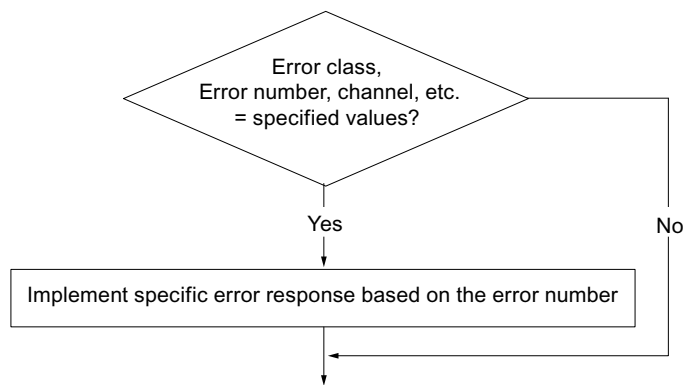 Error class,
Error number, channel, etc.
= specified values?
Yes
No
Implement specific error response based on the error number